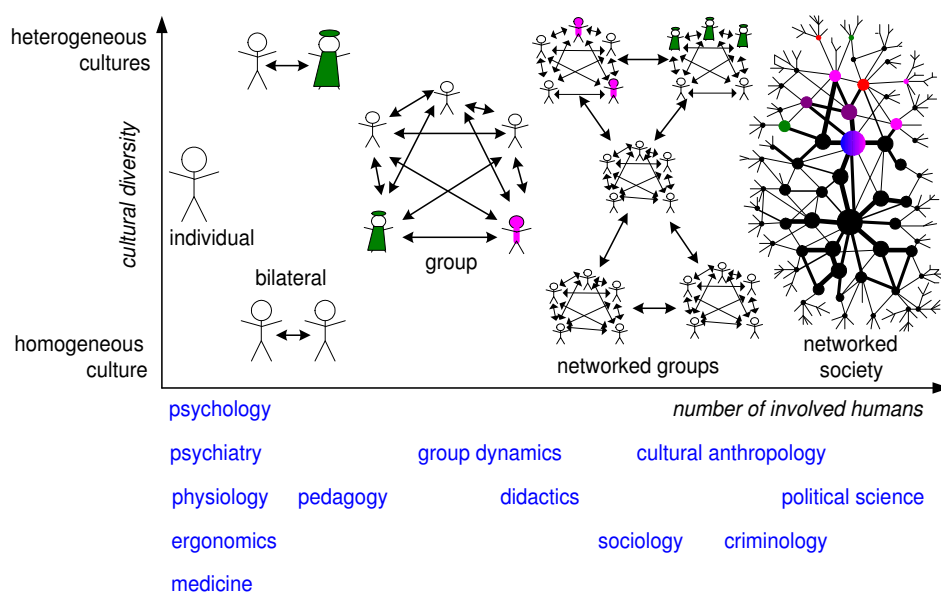 heterogeneous
cultures
cultural diversity
individual
bilateral
group
homogeneous
culture
networked groups
networked
society
number of involved humans
psychology
psychiatry
group dynamics
cultural anthropology
physiology
pedagogy
didactics
political science
ergonomics
sociology
criminology
medicine